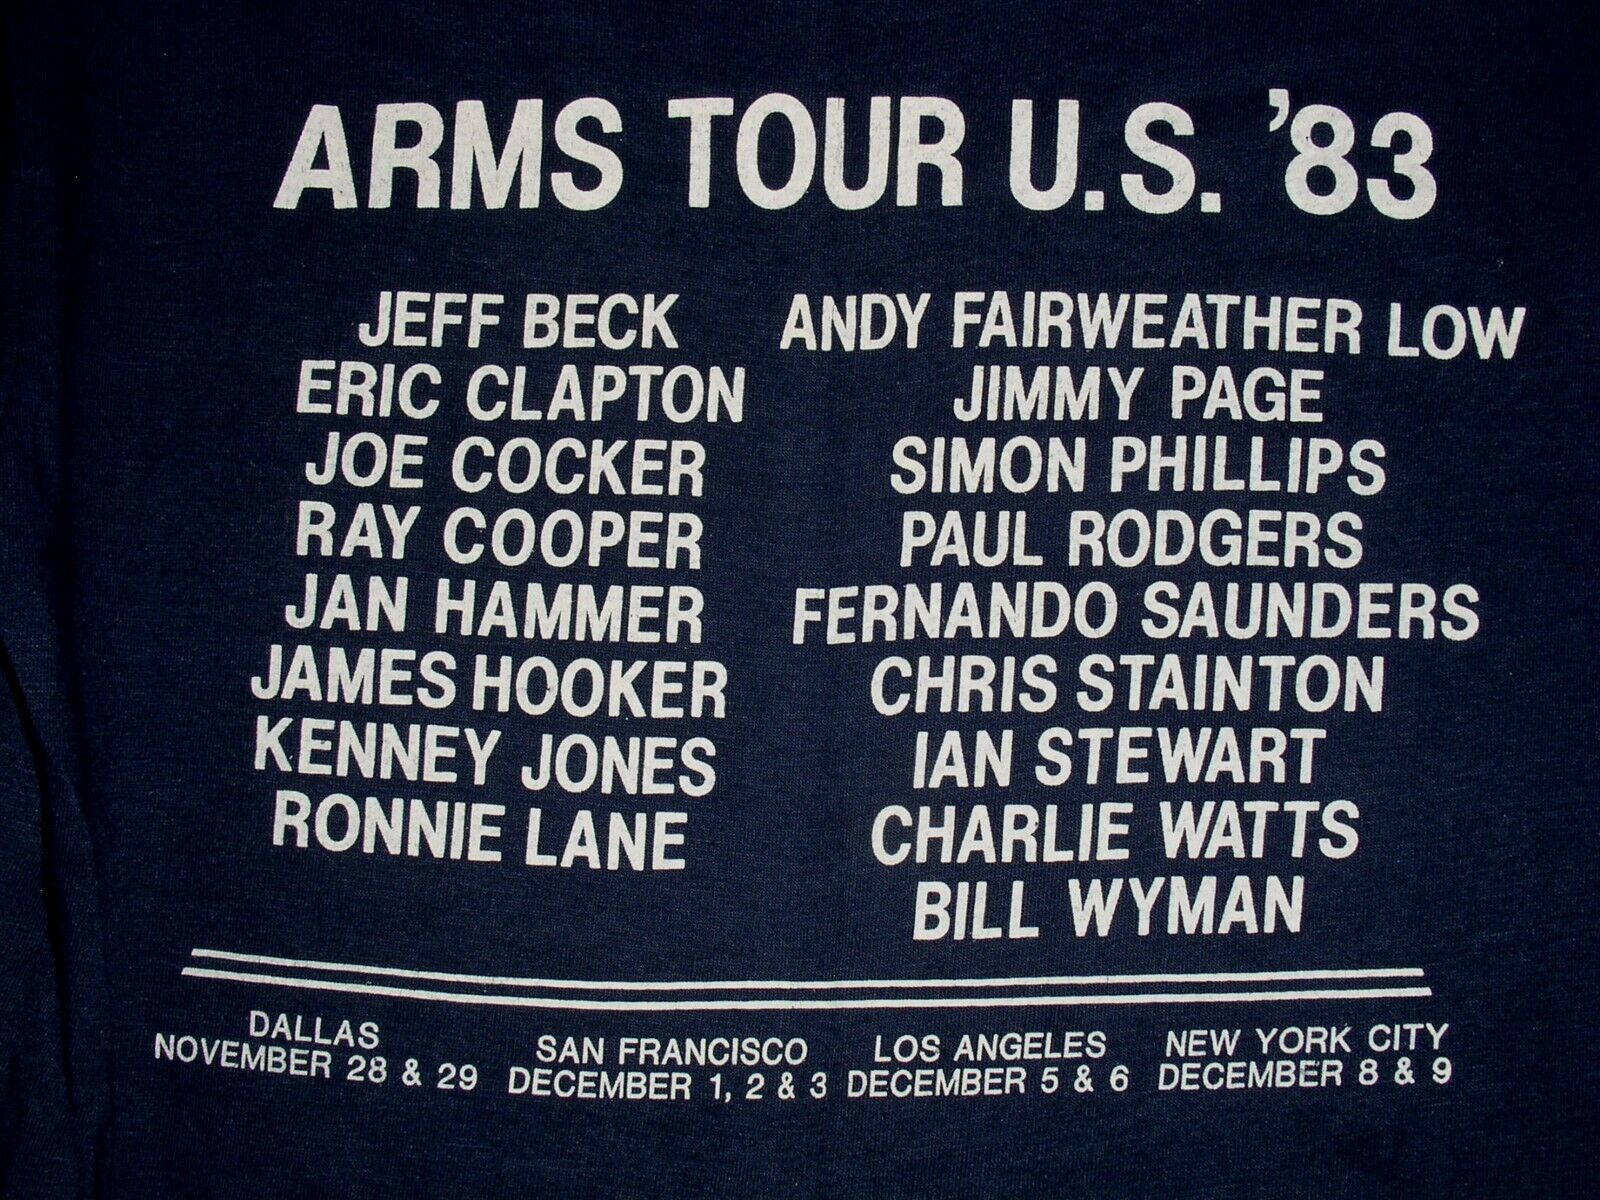 ARMS TOUR U.S. '83
JEFF BECK
ERIC CLAPTON
JOE COCKER
RAY COOPER
JAN HAMMER
JAMES HOOKER
KENNEY JONES
RONNIE LANE
ANDY FAIRWEATHER LOW
JIMMY PAGE
SIMON PHILLIPS
PAUL RODGERS
FERNANDO SAUNDERS
CHRIS STAINTON
IAN STEWART
CHARLIE WATTS
BILL WYMAN
DALLAS
NOVEMBER 28 & 29
SAN FRANCISCO
DECEMBER 1, 2 & 3
LOS ANGELES
DECEMBER 5 & 6
NEW YORK CITY
DECEMBER 8 & 9